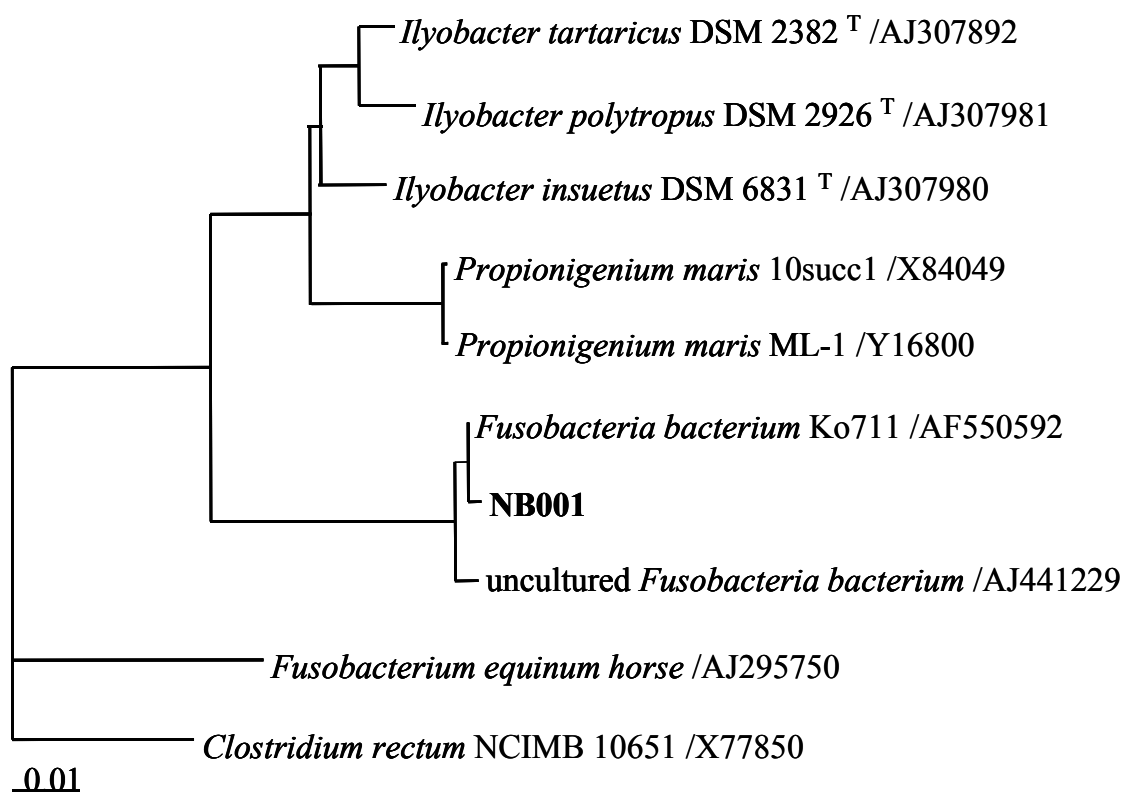 Ilyobacter tartaricus DSM 2382 T /AJ307892
Ilyobacter polytropus DSM 2926 T /AJ307981
Ilyobacter insuetus DSM 6831 T /AJ307980
Propionigenium maris 10succ1 /X84049
Propionigenium maris ML-1 /Y16800
Fusobacteria bacterium Ko711 /AF550592
NB001
uncultured Fusobacteria bacterium /AJ441229
Fusobacterium equinum horse /AJ295750
Clostridium rectum NCIMB 10651 /X77850
0.01